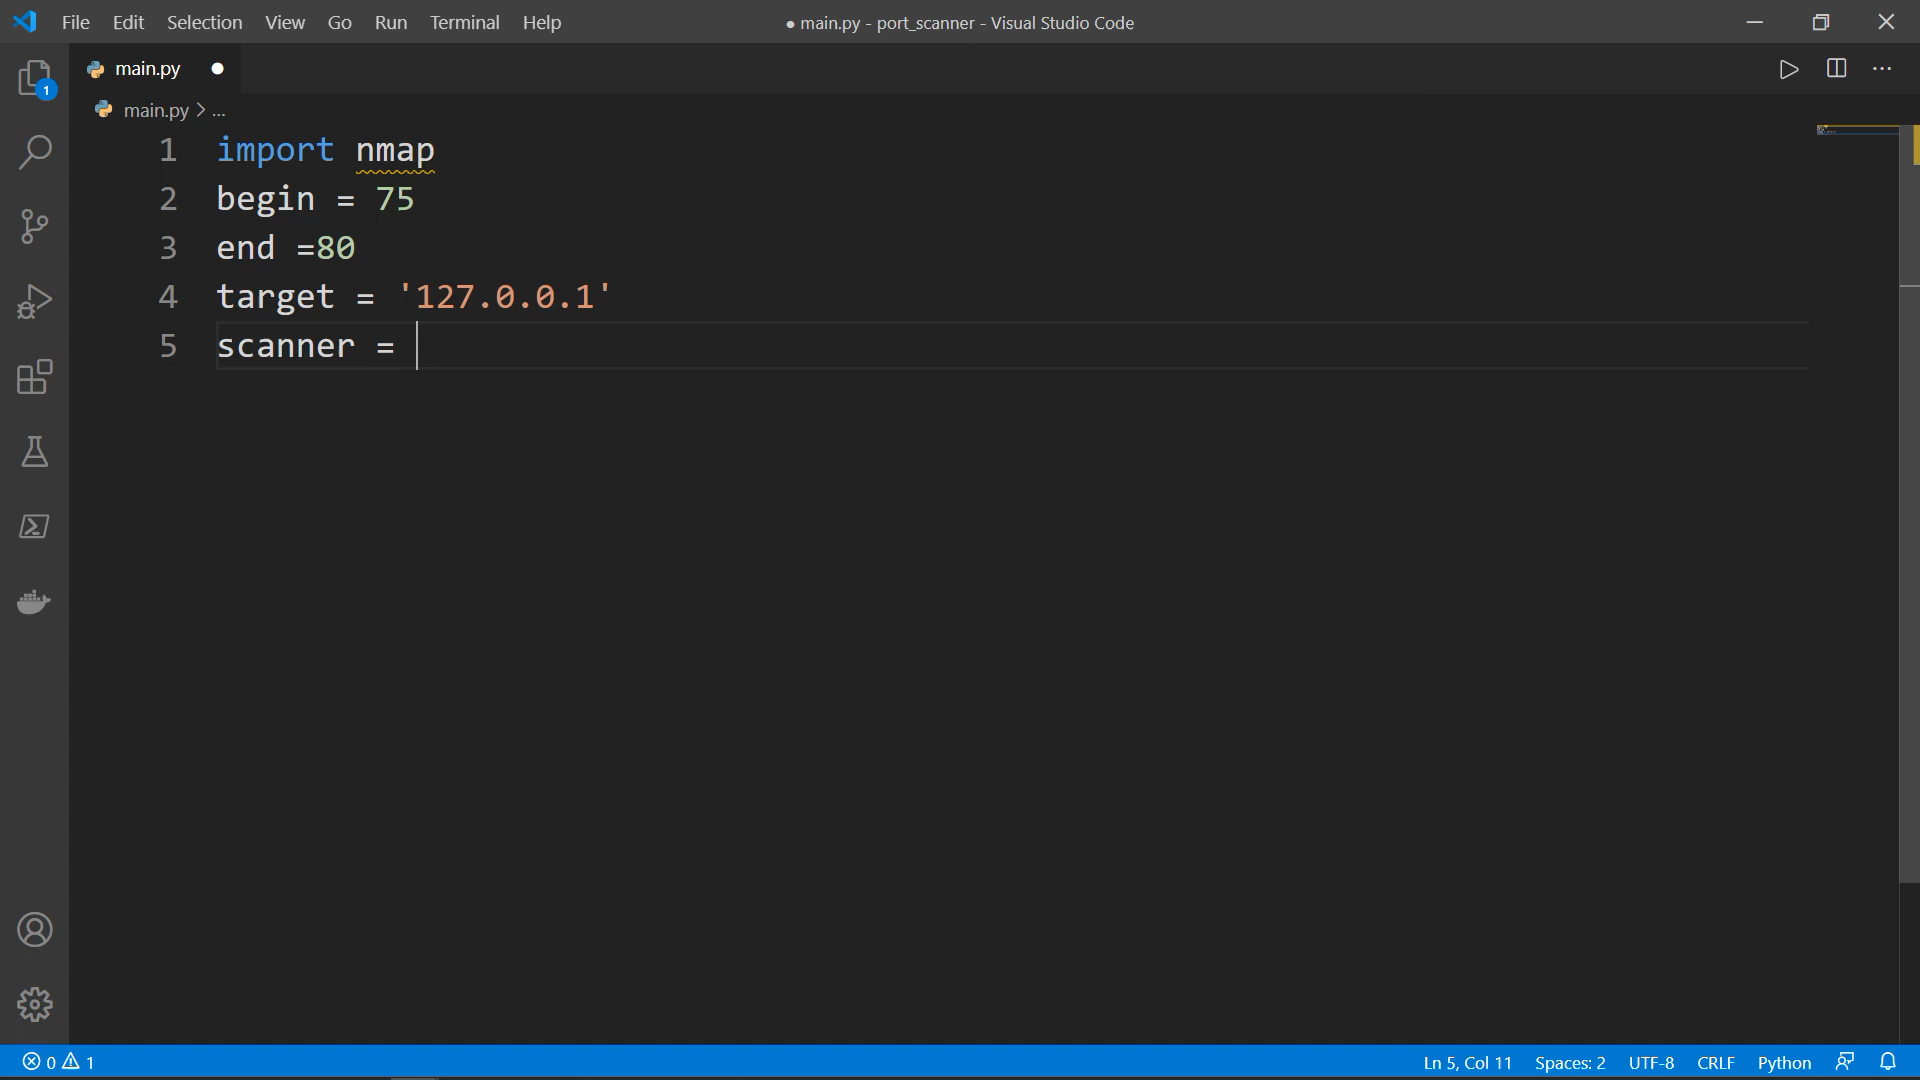 File Edit Selection View Go Run Terminal Help ● main.py - port_scanner - Visual Studio Code
1 main.py ●
main.py > ...
1 import nmap
2 begin = 75
3 end =80
4 target = '127.0.0.1'
5 scanner =
0 1 Ln 5, Col 11 Spaces: 2 UTF-8 CRLF Python